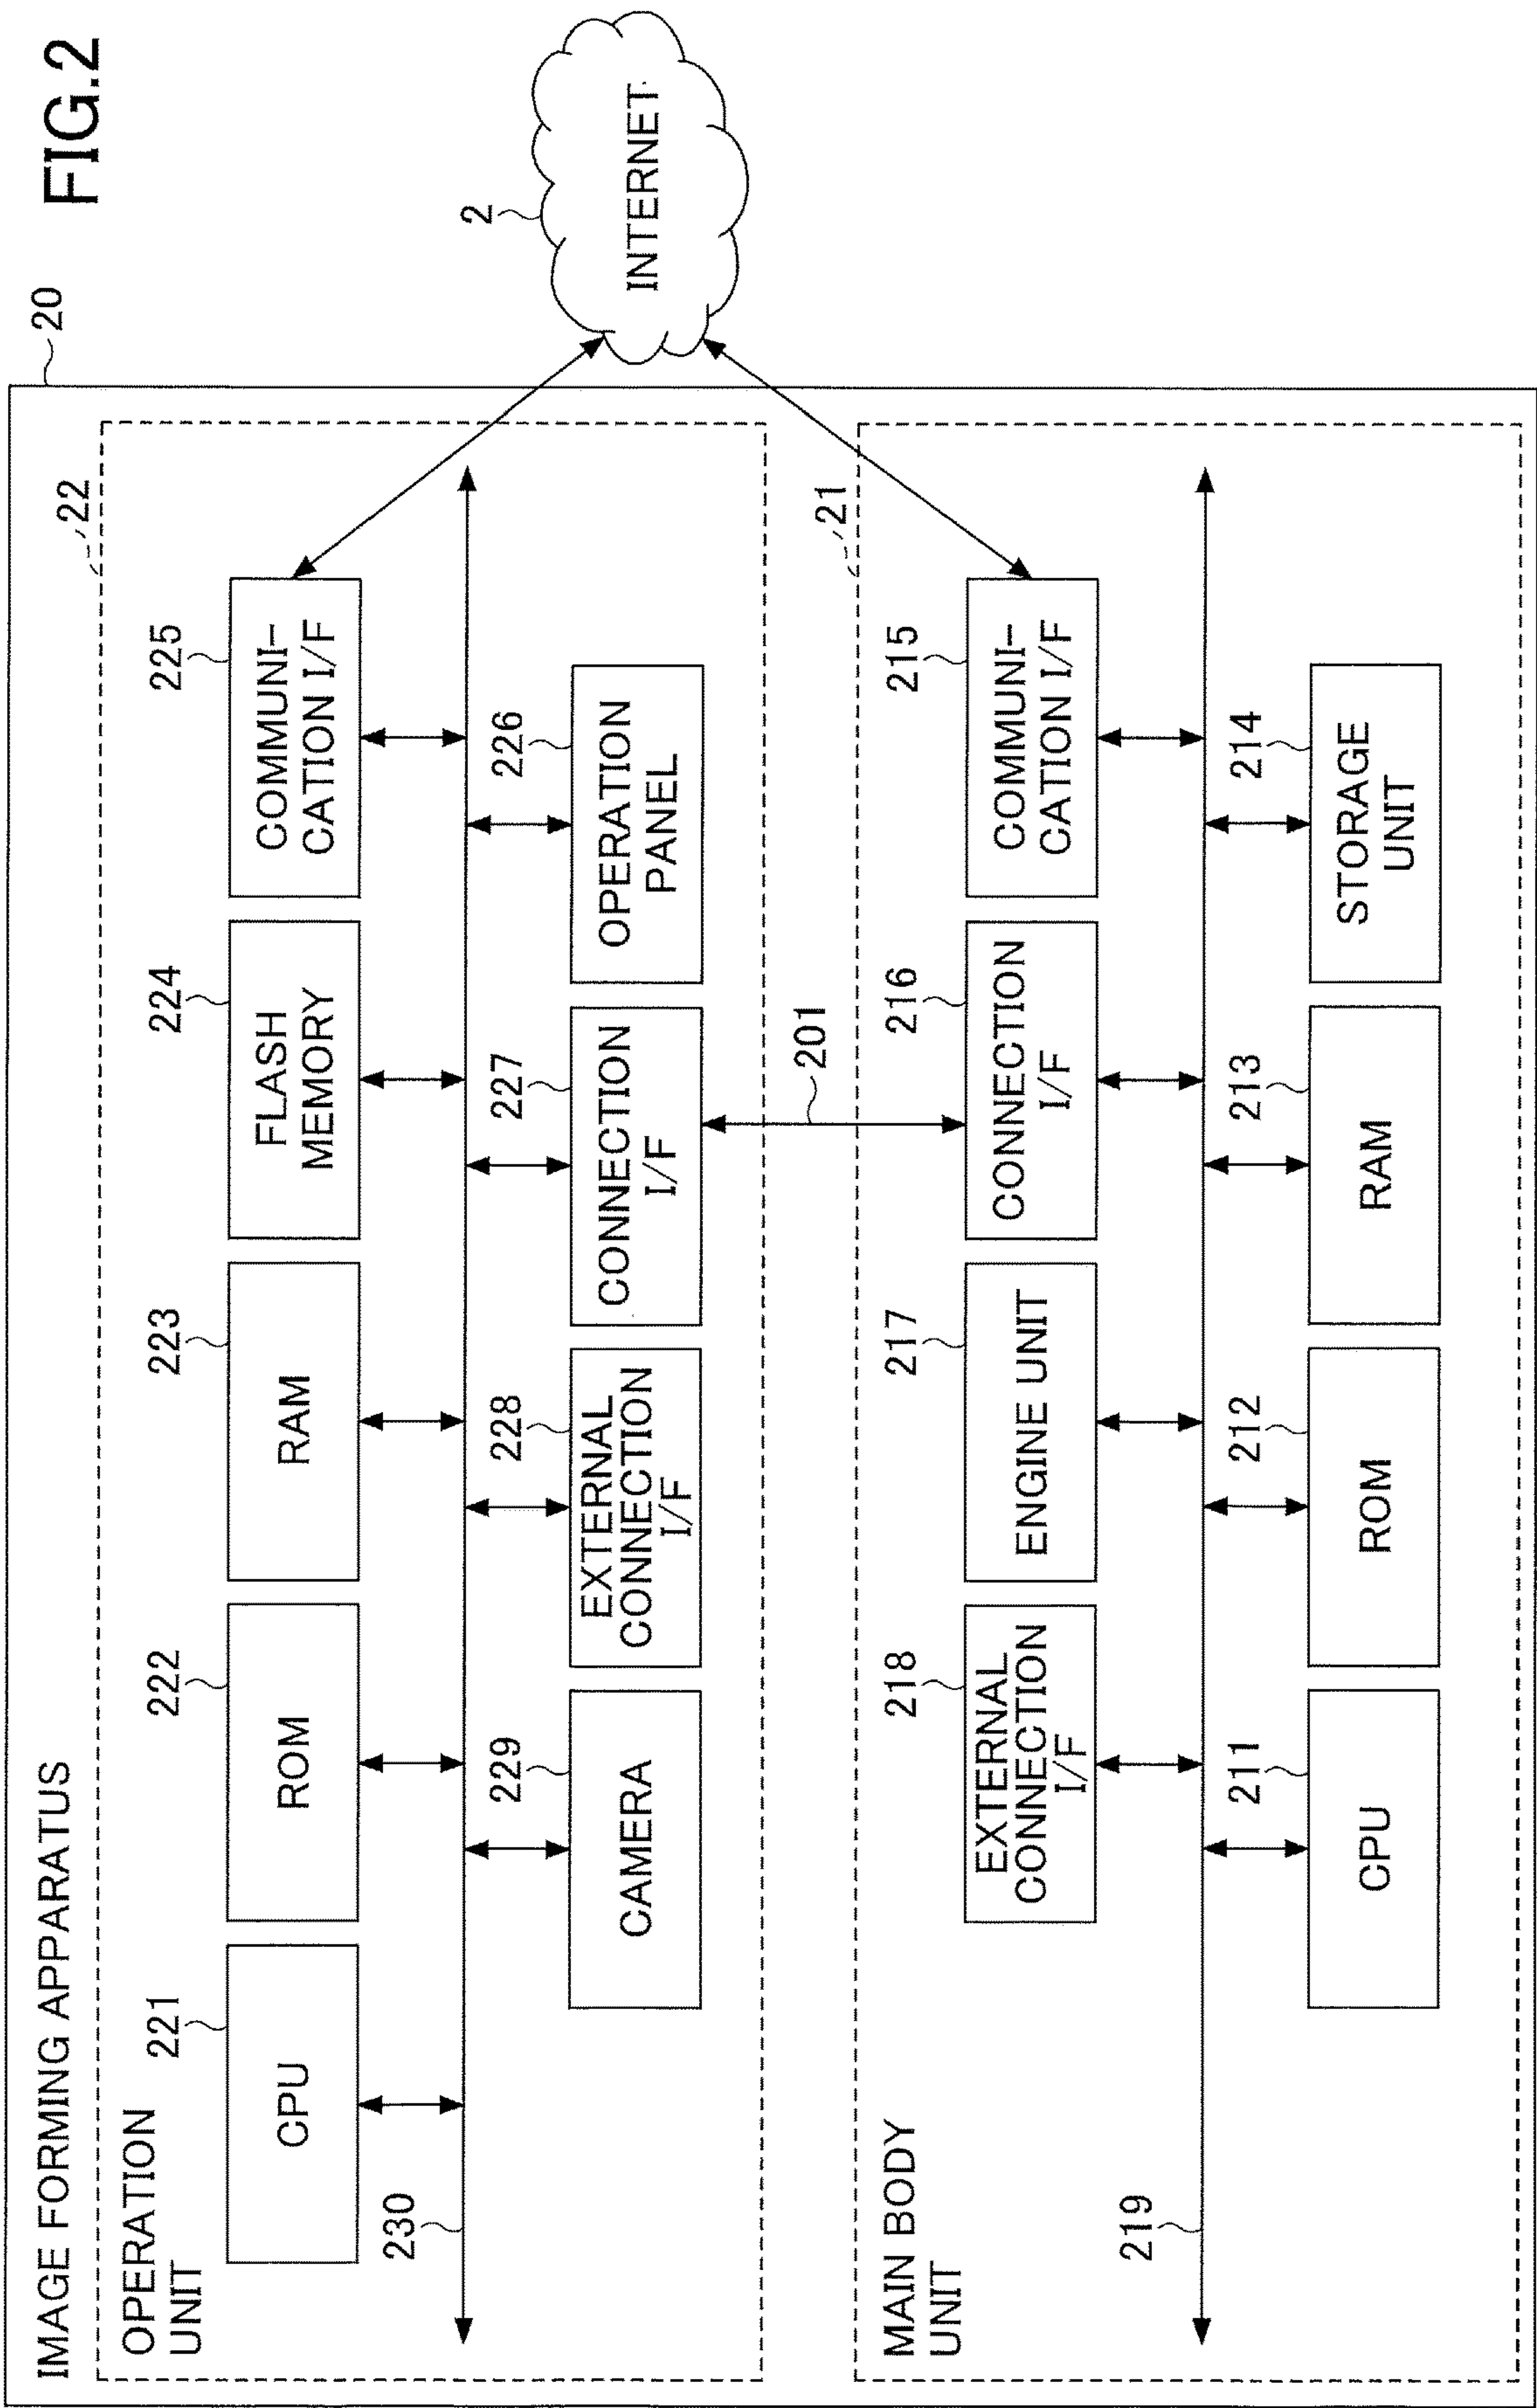 FIG.2
IMAGE FORMING APPARATUS
20
OPERATION
UNIT
22
221
CPU
222
ROM
223
RAM
224
FLASH
MEMORY
225
COMMUNI-
CATION I/F
230
229
CAMERA
228
EXTERNAL
CONNECTION
I/F
227
CONNECTION
I/F
226
OPERATION
PANEL
2
INTERNET
201
MAIN BODY
UNIT
21
218
EXTERNAL
CONNECTION
I/F
217
ENGINE UNIT
216
CONNECTION
I/F
215
COMMUNI-
CATION I/F
219
211
CPU
212
ROM
213
RAM
214
STORAGE
UNIT